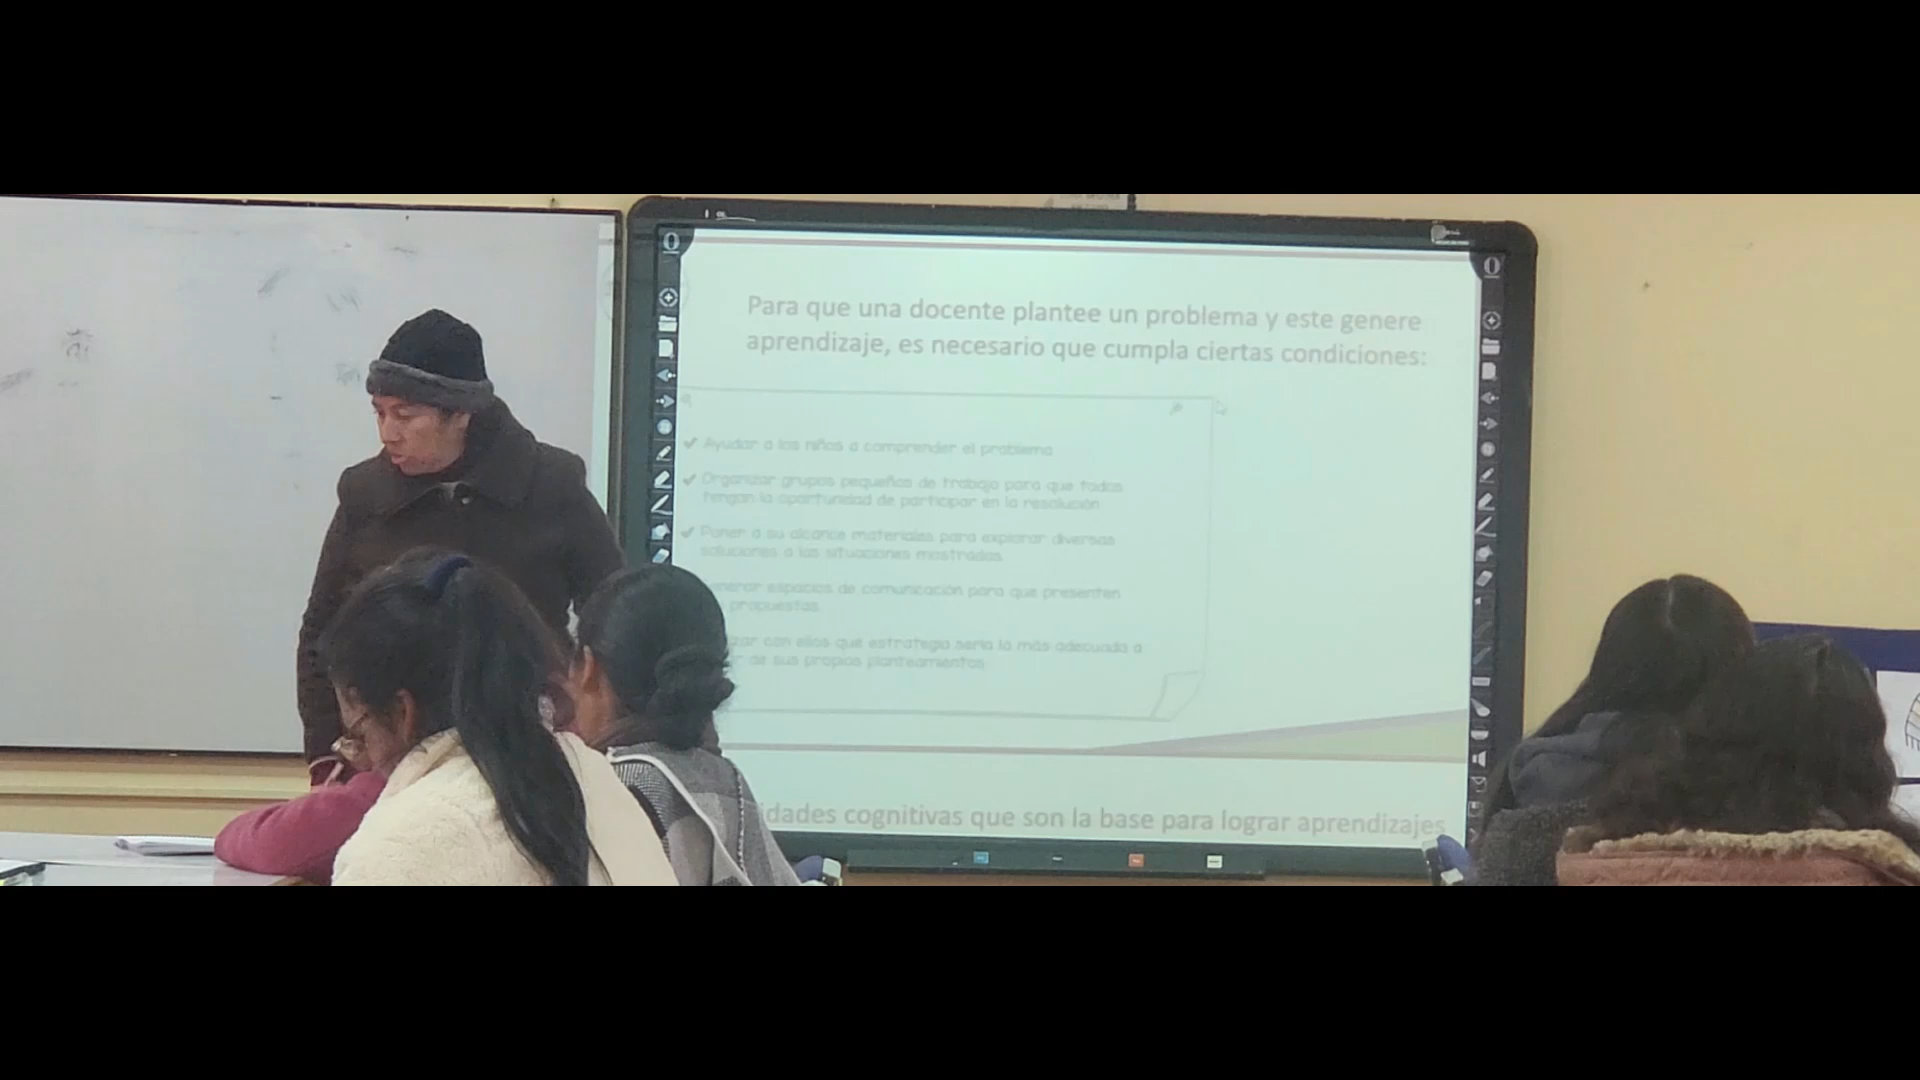 Para que una docente plantee un problema y este genere
aprendizaje, es necesario que cumpla ciertas condiciones:
✔ Ayudar a los niños a comprender el problema
✔ Organizar grupos pequeños de trabajo para que todos
tengan la oportunidad de participar en la resolución
✔ Poner a su alcance materiales para explorar diversas
soluciones a las situaciones mostradas
espacios de comunicación para que presenten
propuestas
con ellos que estrategia sería la más adecuada a
de sus propios planteamientos
cognitivas que son la base para lograr aprendizajes